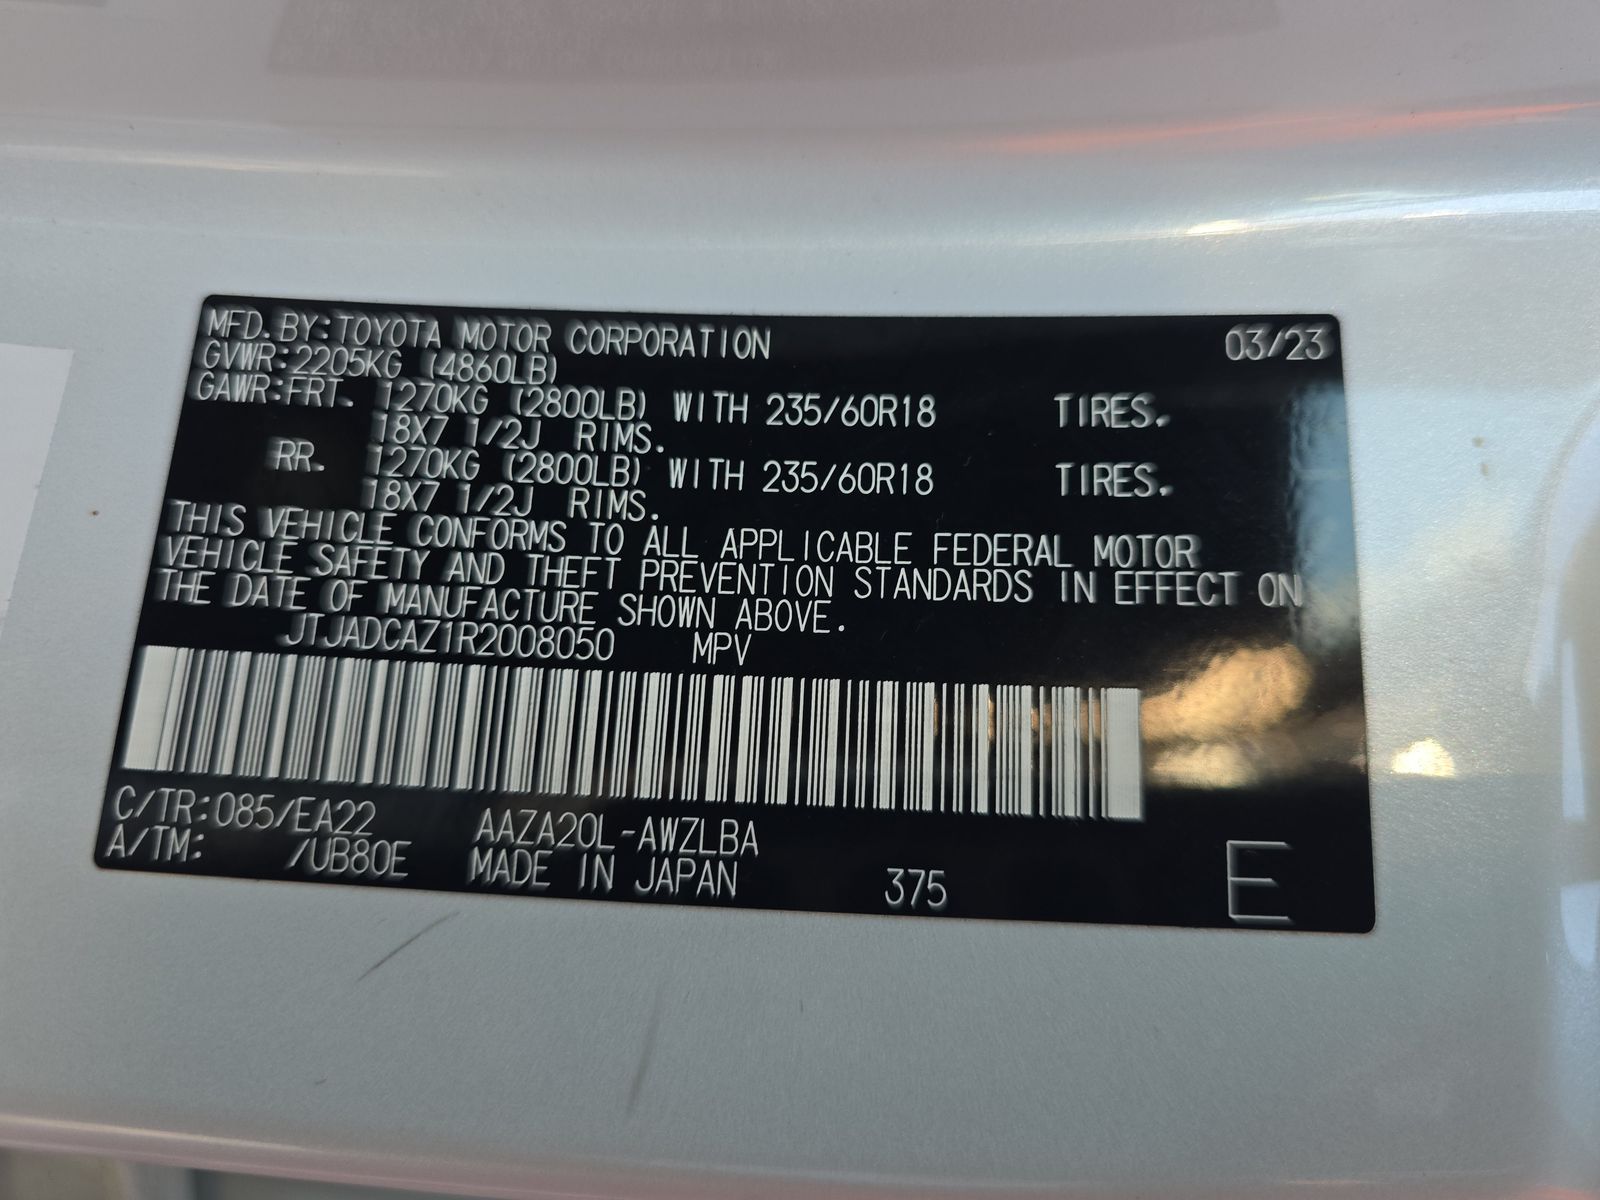 MFD. BY:TOYOTA MOTOR CORPORATION 03/23
GVWR:2205KG (4860LB)
GAWR:FRT. 1270KG (2800LB) WITH 235/60R18 TIRES.
18X7 1/2J RIMS.
RR. 1270KG (2800LB) WITH 235/60R18 TIRES.
18X7 1/2J RIMS.
THIS VEHICLE CONFORMS TO ALL APPLICABLE FEDERAL MOTOR
VEHICLE SAFETY AND THEFT PREVENTION STANDARDS IN EFFECT ON
THE DATE OF MANUFACTURE SHOWN ABOVE.
JTJADCAZ1R2008050 MPV
C/TR:085/EA22 AAZA20L-AWZLBA
A/TM: /UB80E MADE IN JAPAN 375 E